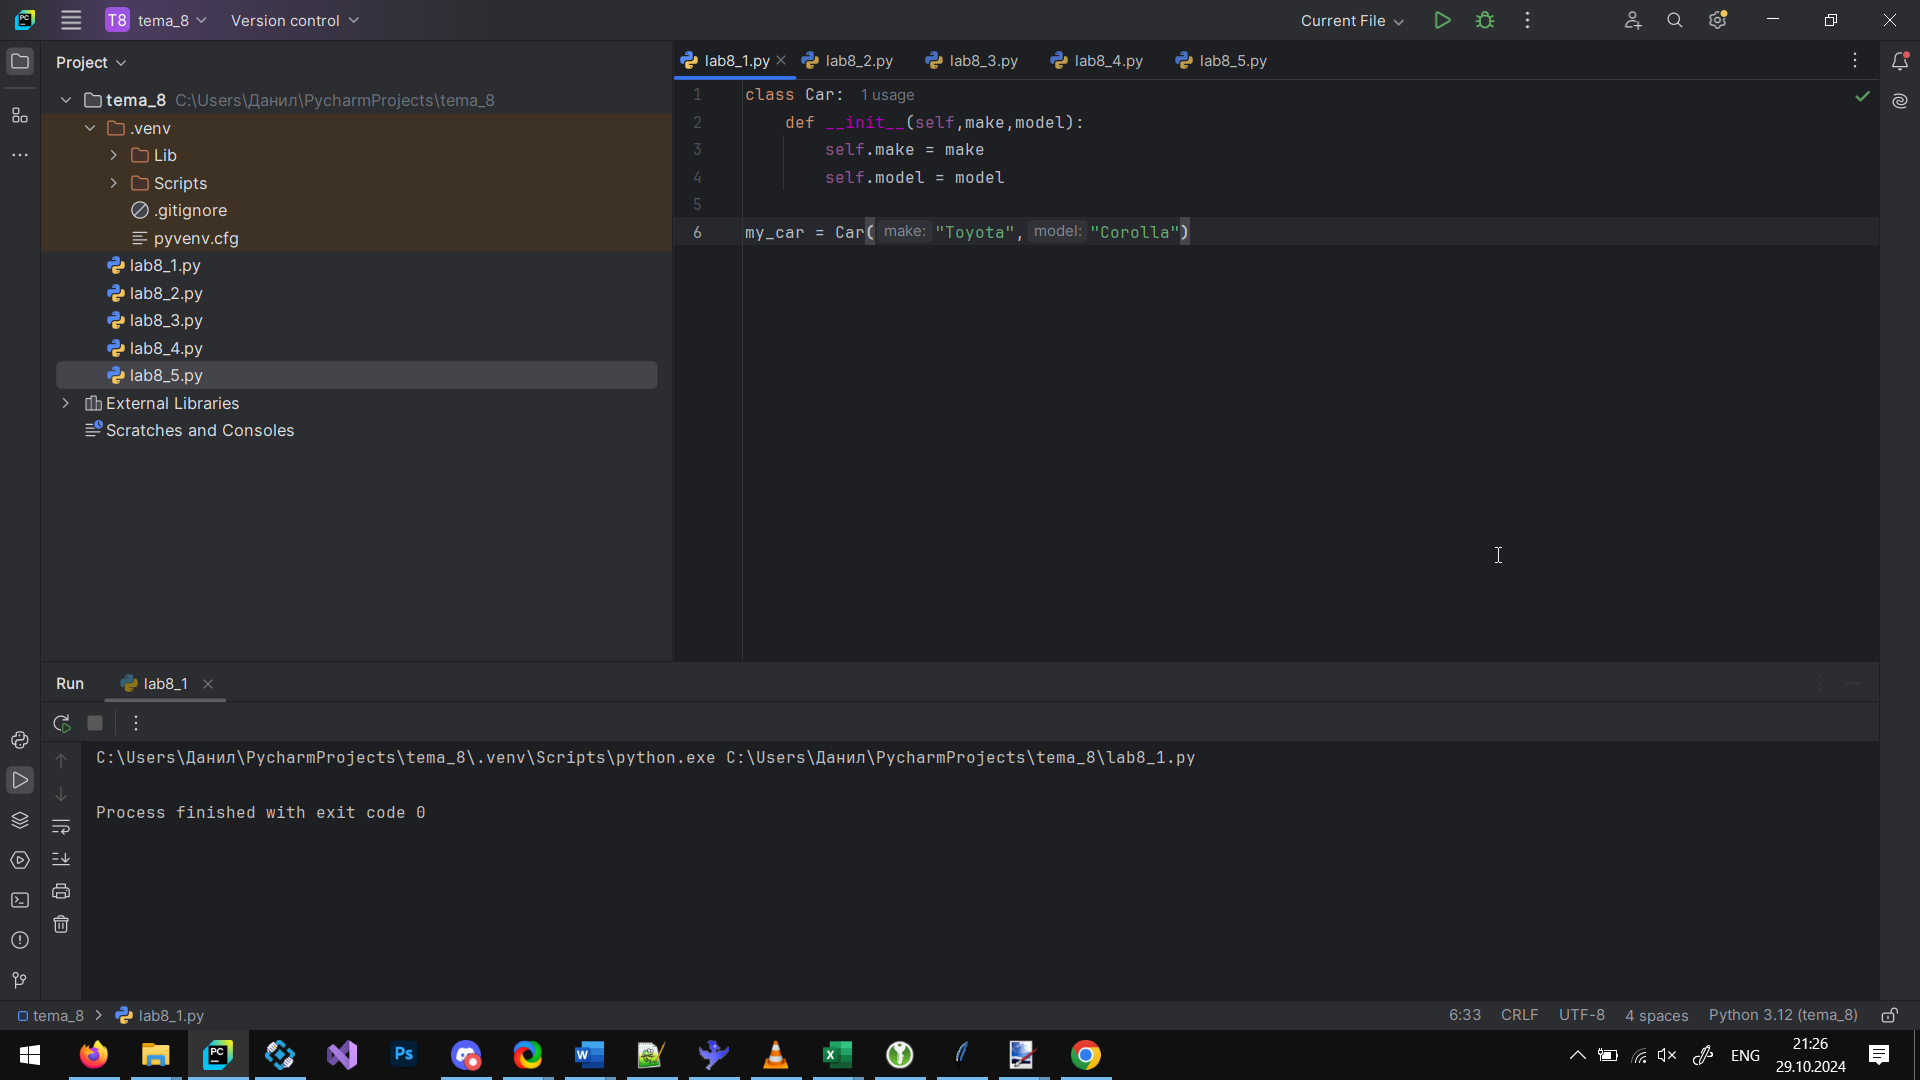 T8 tema_8 Version control Current File
Project
lab8_1.py lab8_2.py lab8_3.py lab8_4.py lab8_5.py
tema_8 C:\Users\Данил\PycharmProjects\tema_8
.venv
Lib
Scripts
.gitignore
pyvenv.cfg
lab8_1.py
lab8_2.py
lab8_3.py
lab8_4.py
lab8_5.py
External Libraries
Scratches and Consoles
1 class Car: 1 usage
2 def __init__(self,make,model):
3 self.make = make
4 self.model = model
5
6 my_car = Car( make: "Toyota", model: "Corolla")
Run lab8_1
C:\Users\Данил\PycharmProjects\tema_8\.venv\Scripts\python.exe C:\Users\Данил\PycharmProjects\tema_8\lab8_1.py
Process finished with exit code 0
tema_8 lab8_1.py 6:33 CRLF UTF-8 4 spaces Python 3.12 (tema_8)
PC Ps W X ENG 21:26
29.10.2024